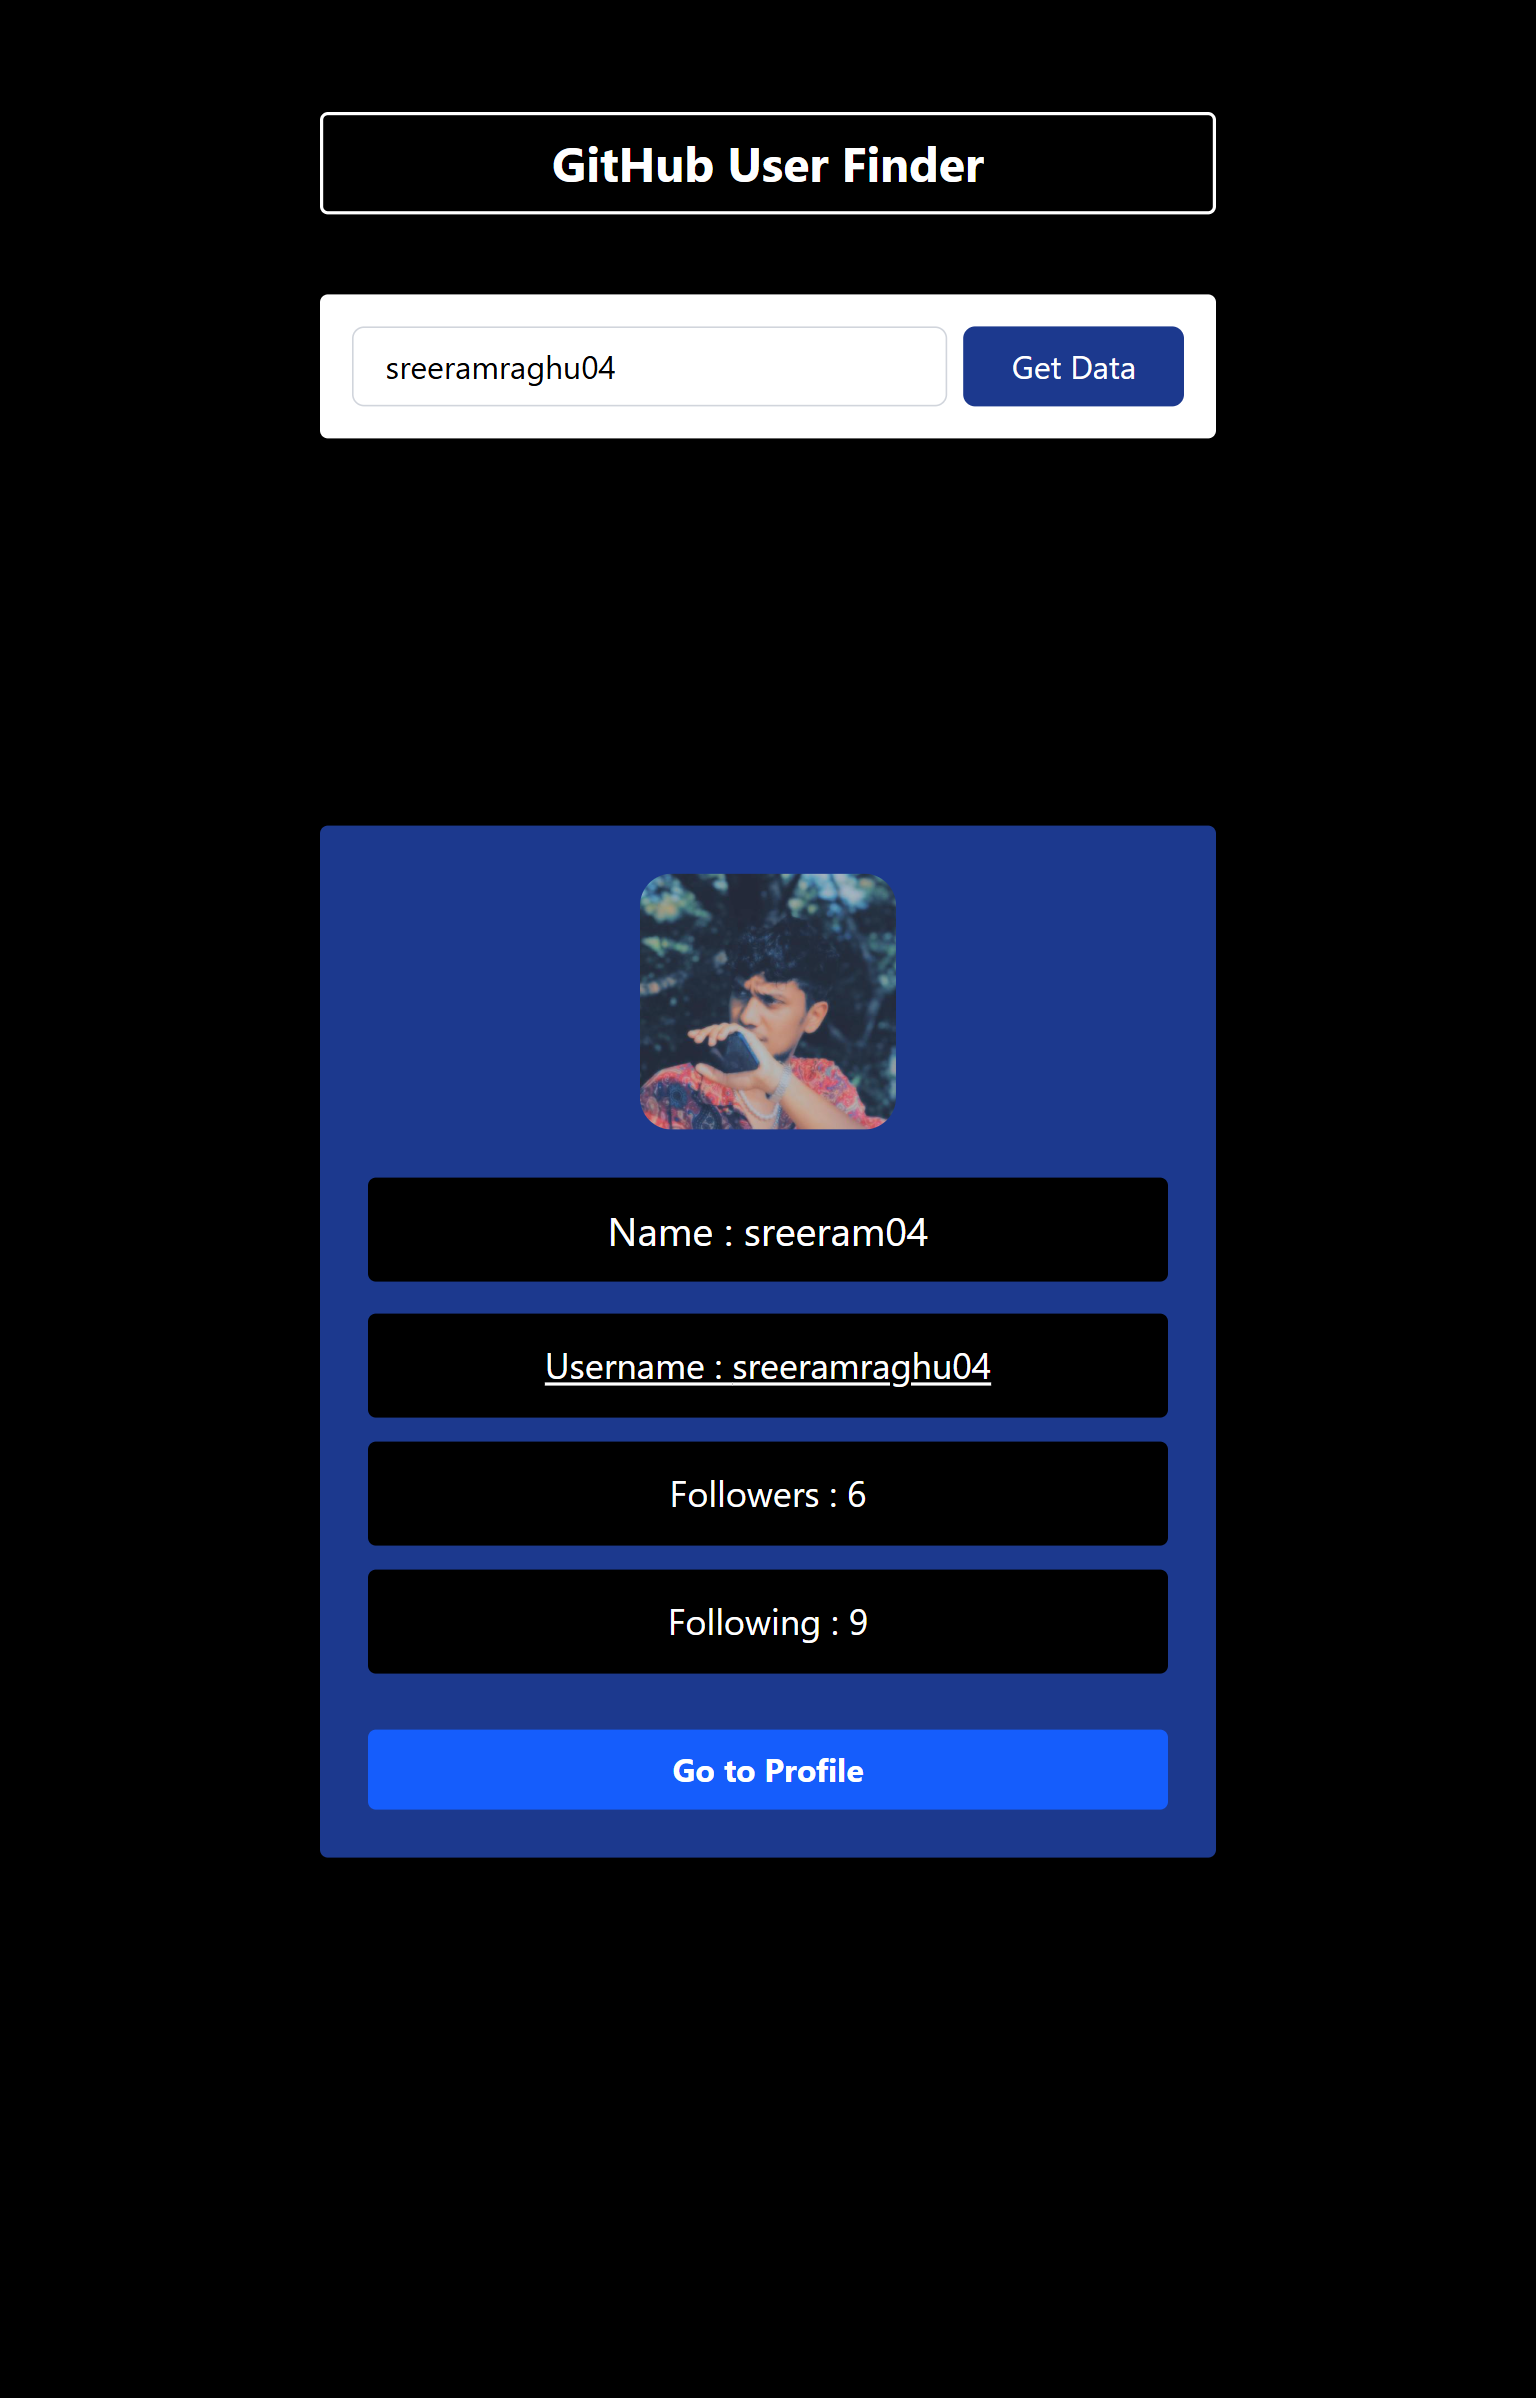 GitHub User Finder
sreeramraghu04
Get Data
Name : sreeram04
Username : sreeramraghu04
Followers : 6
Following : 9
Go to Profile